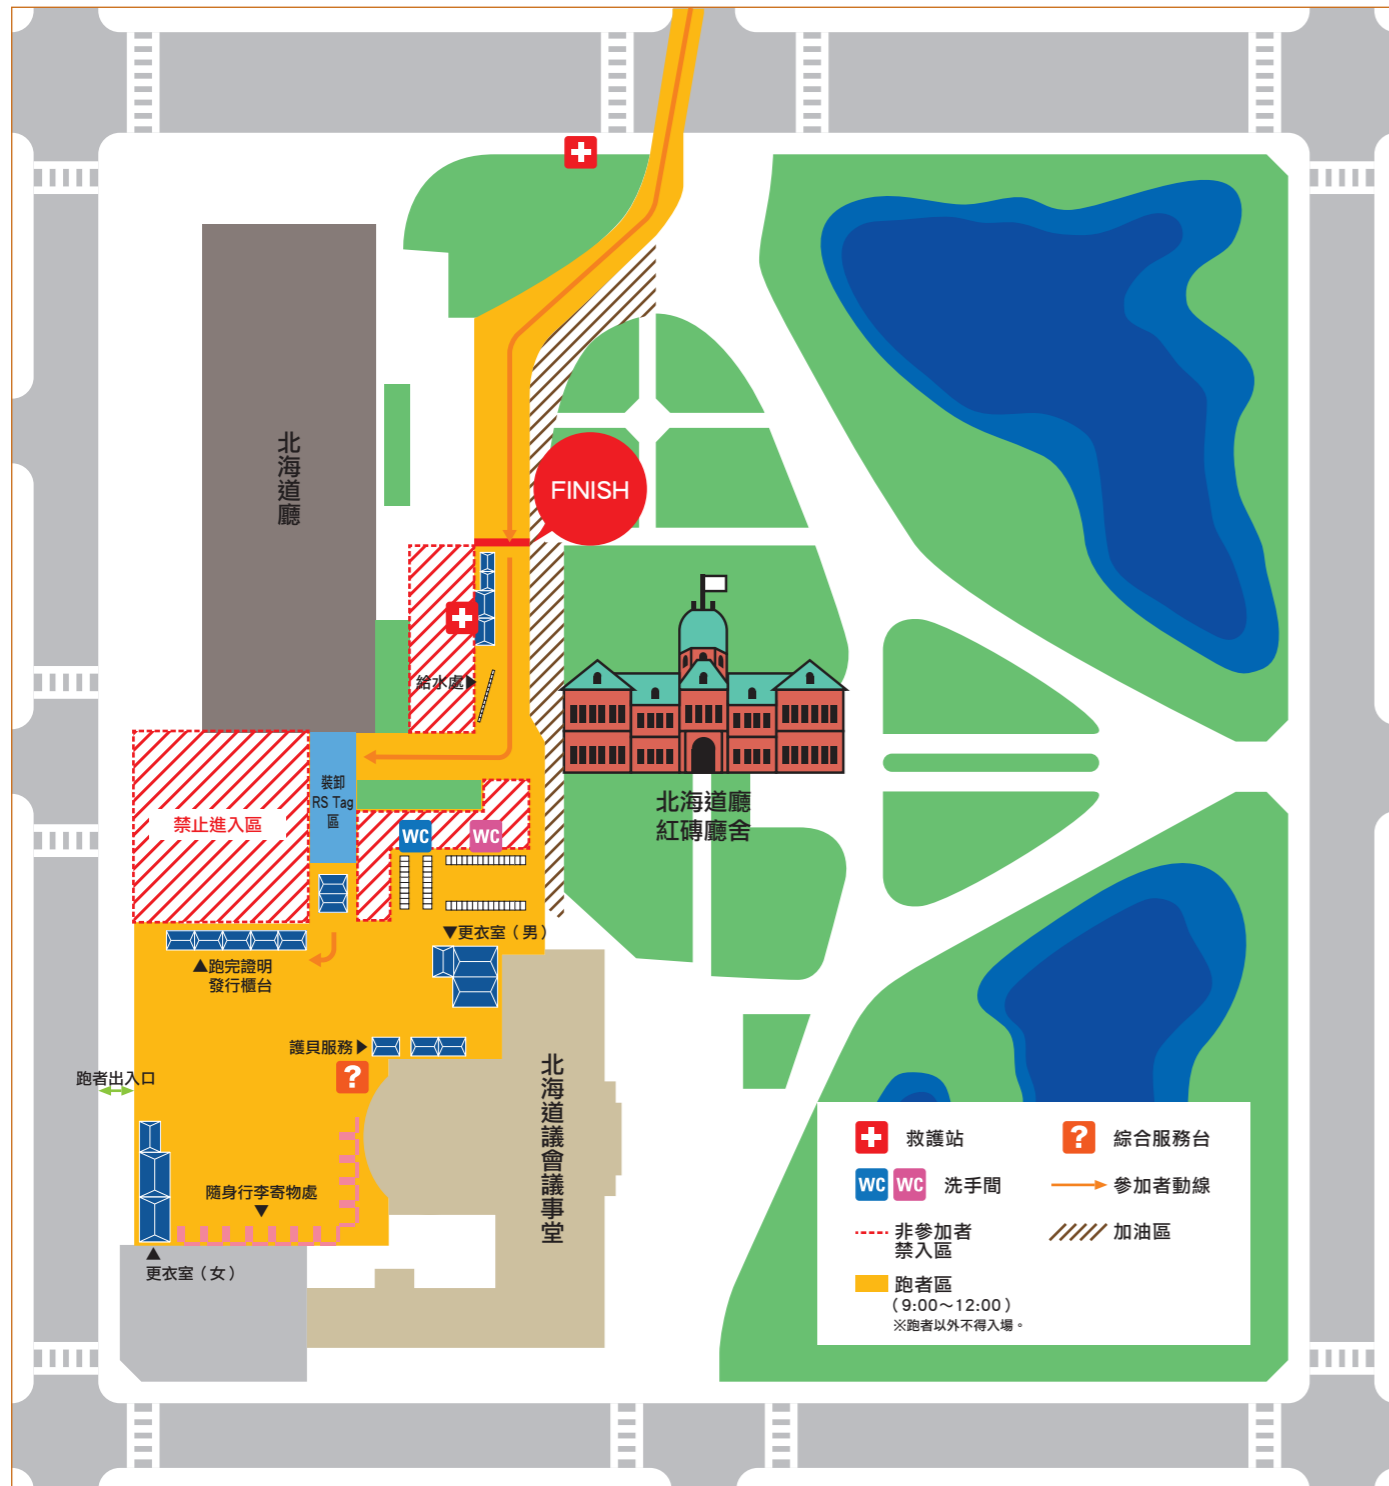 北海道廳
FINISH
給水處▶
裝卸
RS Tag
區
禁止進入區
WC
WC
北海道廳
紅磚廳舍
▼更衣室（男）
▲跑完證明
發行櫃台
護貝服務▶
?
跑者出入口
北海道議會議事堂
隨身行李寄物處
▼
▲
更衣室（女）
救護站
? 綜合服務台
WC WC 洗手間
參加者動線
非參加者
禁入區
加油區
跑者區
（9:00～12:00）
※跑者以外不得入場。